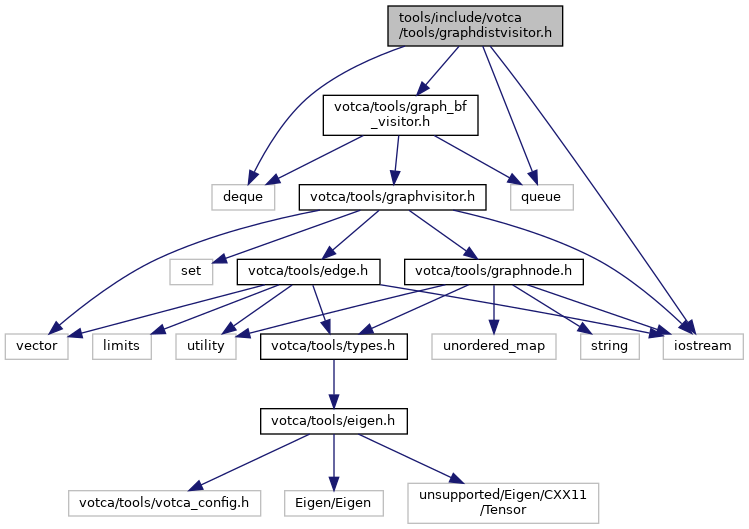 tools/include/votca
/tools/graphdistvisitor.h
votca/tools/graph_bf
_visitor.h
deque
votca/tools/graphvisitor.h
queue
set
votca/tools/edge.h
votca/tools/graphnode.h
vector
limits
utility
votca/tools/types.h
unordered_map
string
iostream
votca/tools/eigen.h
votca/tools/votca_config.h
Eigen/Eigen
unsupported/Eigen/CXX11
/Tensor